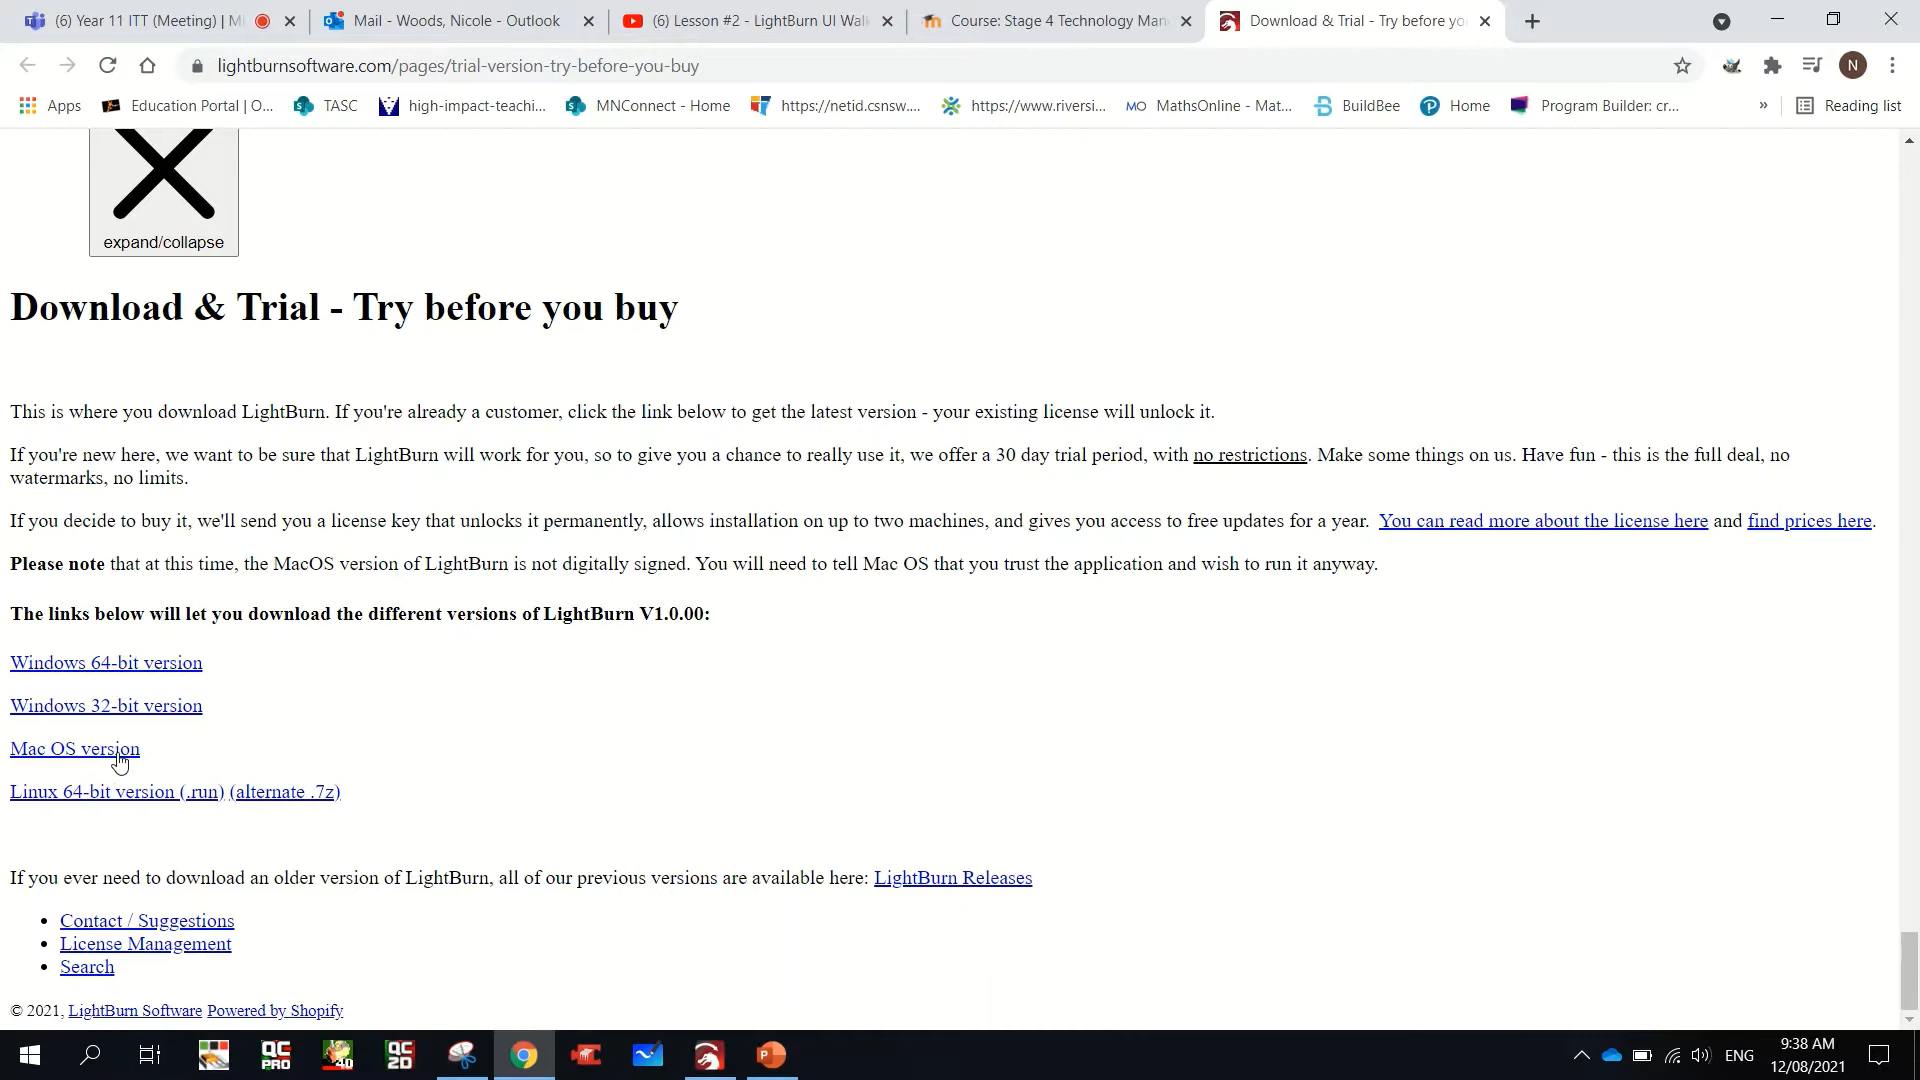 (6) Year 11 ITT (Meeting) | Mi
Mail - Woods, Nicole - Outlook
(6) Lesson #2 - LightBurn UI Walk
Course: Stage 4 Technology Man
Download & Trial - Try before yo
lightburnsoftware.com/pages/trial-version-try-before-you-buy
N
Apps
Education Portal | O...
TASC
high-impact-teachi...
MNConnect - Home
https://netid.csnsw....
https://www.riversi...
MO
MathsOnline - Mat...
BuildBee
Home
Program Builder: cr...
»
Reading list
expand/collapse
Download & Trial - Try before you buy
This is where you download LightBurn. If you're already a customer, click the link below to get the latest version - your existing license will unlock it.
If you're new here, we want to be sure that LightBurn will work for you, so to give you a chance to really use it, we offer a 30 day trial period, with no restrictions. Make some things on us. Have fun - this is the full deal, no
watermarks, no limits.
If you decide to buy it, we'll send you a license key that unlocks it permanently, allows installation on up to two machines, and gives you access to free updates for a year. You can read more about the license here and find prices here.
Please note that at this time, the MacOS version of LightBurn is not digitally signed. You will need to tell Mac OS that you trust the application and wish to run it anyway.
The links below will let you download the different versions of LightBurn V1.0.00:
Windows 64-bit version
Windows 32-bit version
Mac OS version
Linux 64-bit version (.run) (alternate .7z)
If you ever need to download an older version of LightBurn, all of our previous versions are available here: LightBurn Releases
• Contact / Suggestions
• License Management
• Search
© 2021, LightBurn Software Powered by Shopify
QC PRO
4D
QC 2D
P
ENG
9:38 AM
12/08/2021